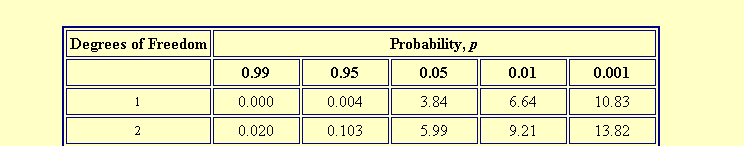 Degrees of Freedom Probability, p
0.99 0.95 0.05 0.01 0.001
1 0.000 0.004 3.84 6.64 10.83
2 0.020 0.103 5.99 9.21 13.82